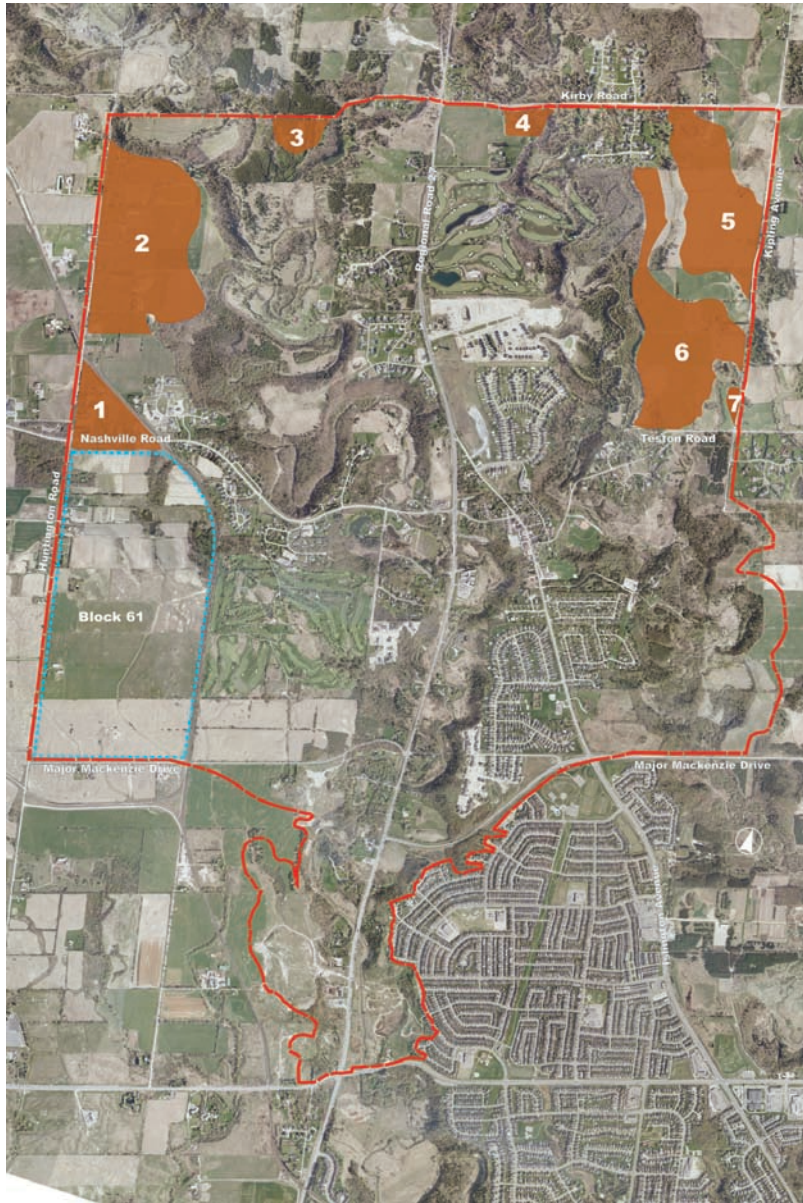 Kirby Road
3
4
Regional Road 27
Kipling Avenue
2
5
6
1
7
Nashville Road
Teston Road
Huntington Road
Block 61
Major Mackenzie Drive
Major Mackenzie Drive